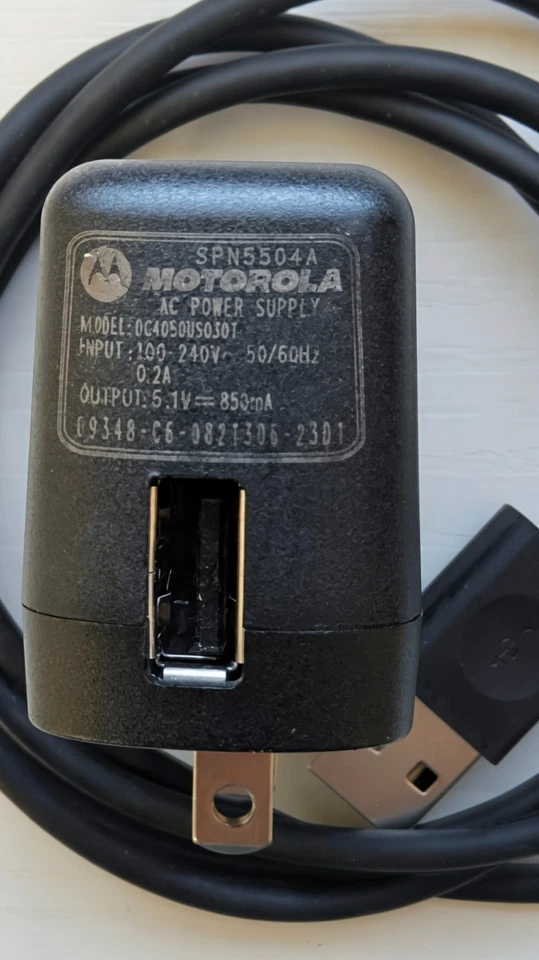 SPN5504A
MOTOROLA
AC POWER SUPPLY
MODEL:DC4050US0301
INPUT:100-240V~ 50/60Hz
0.2A
OUTPUT:5.1V⎓850mA
09348-C6-0821306-2301